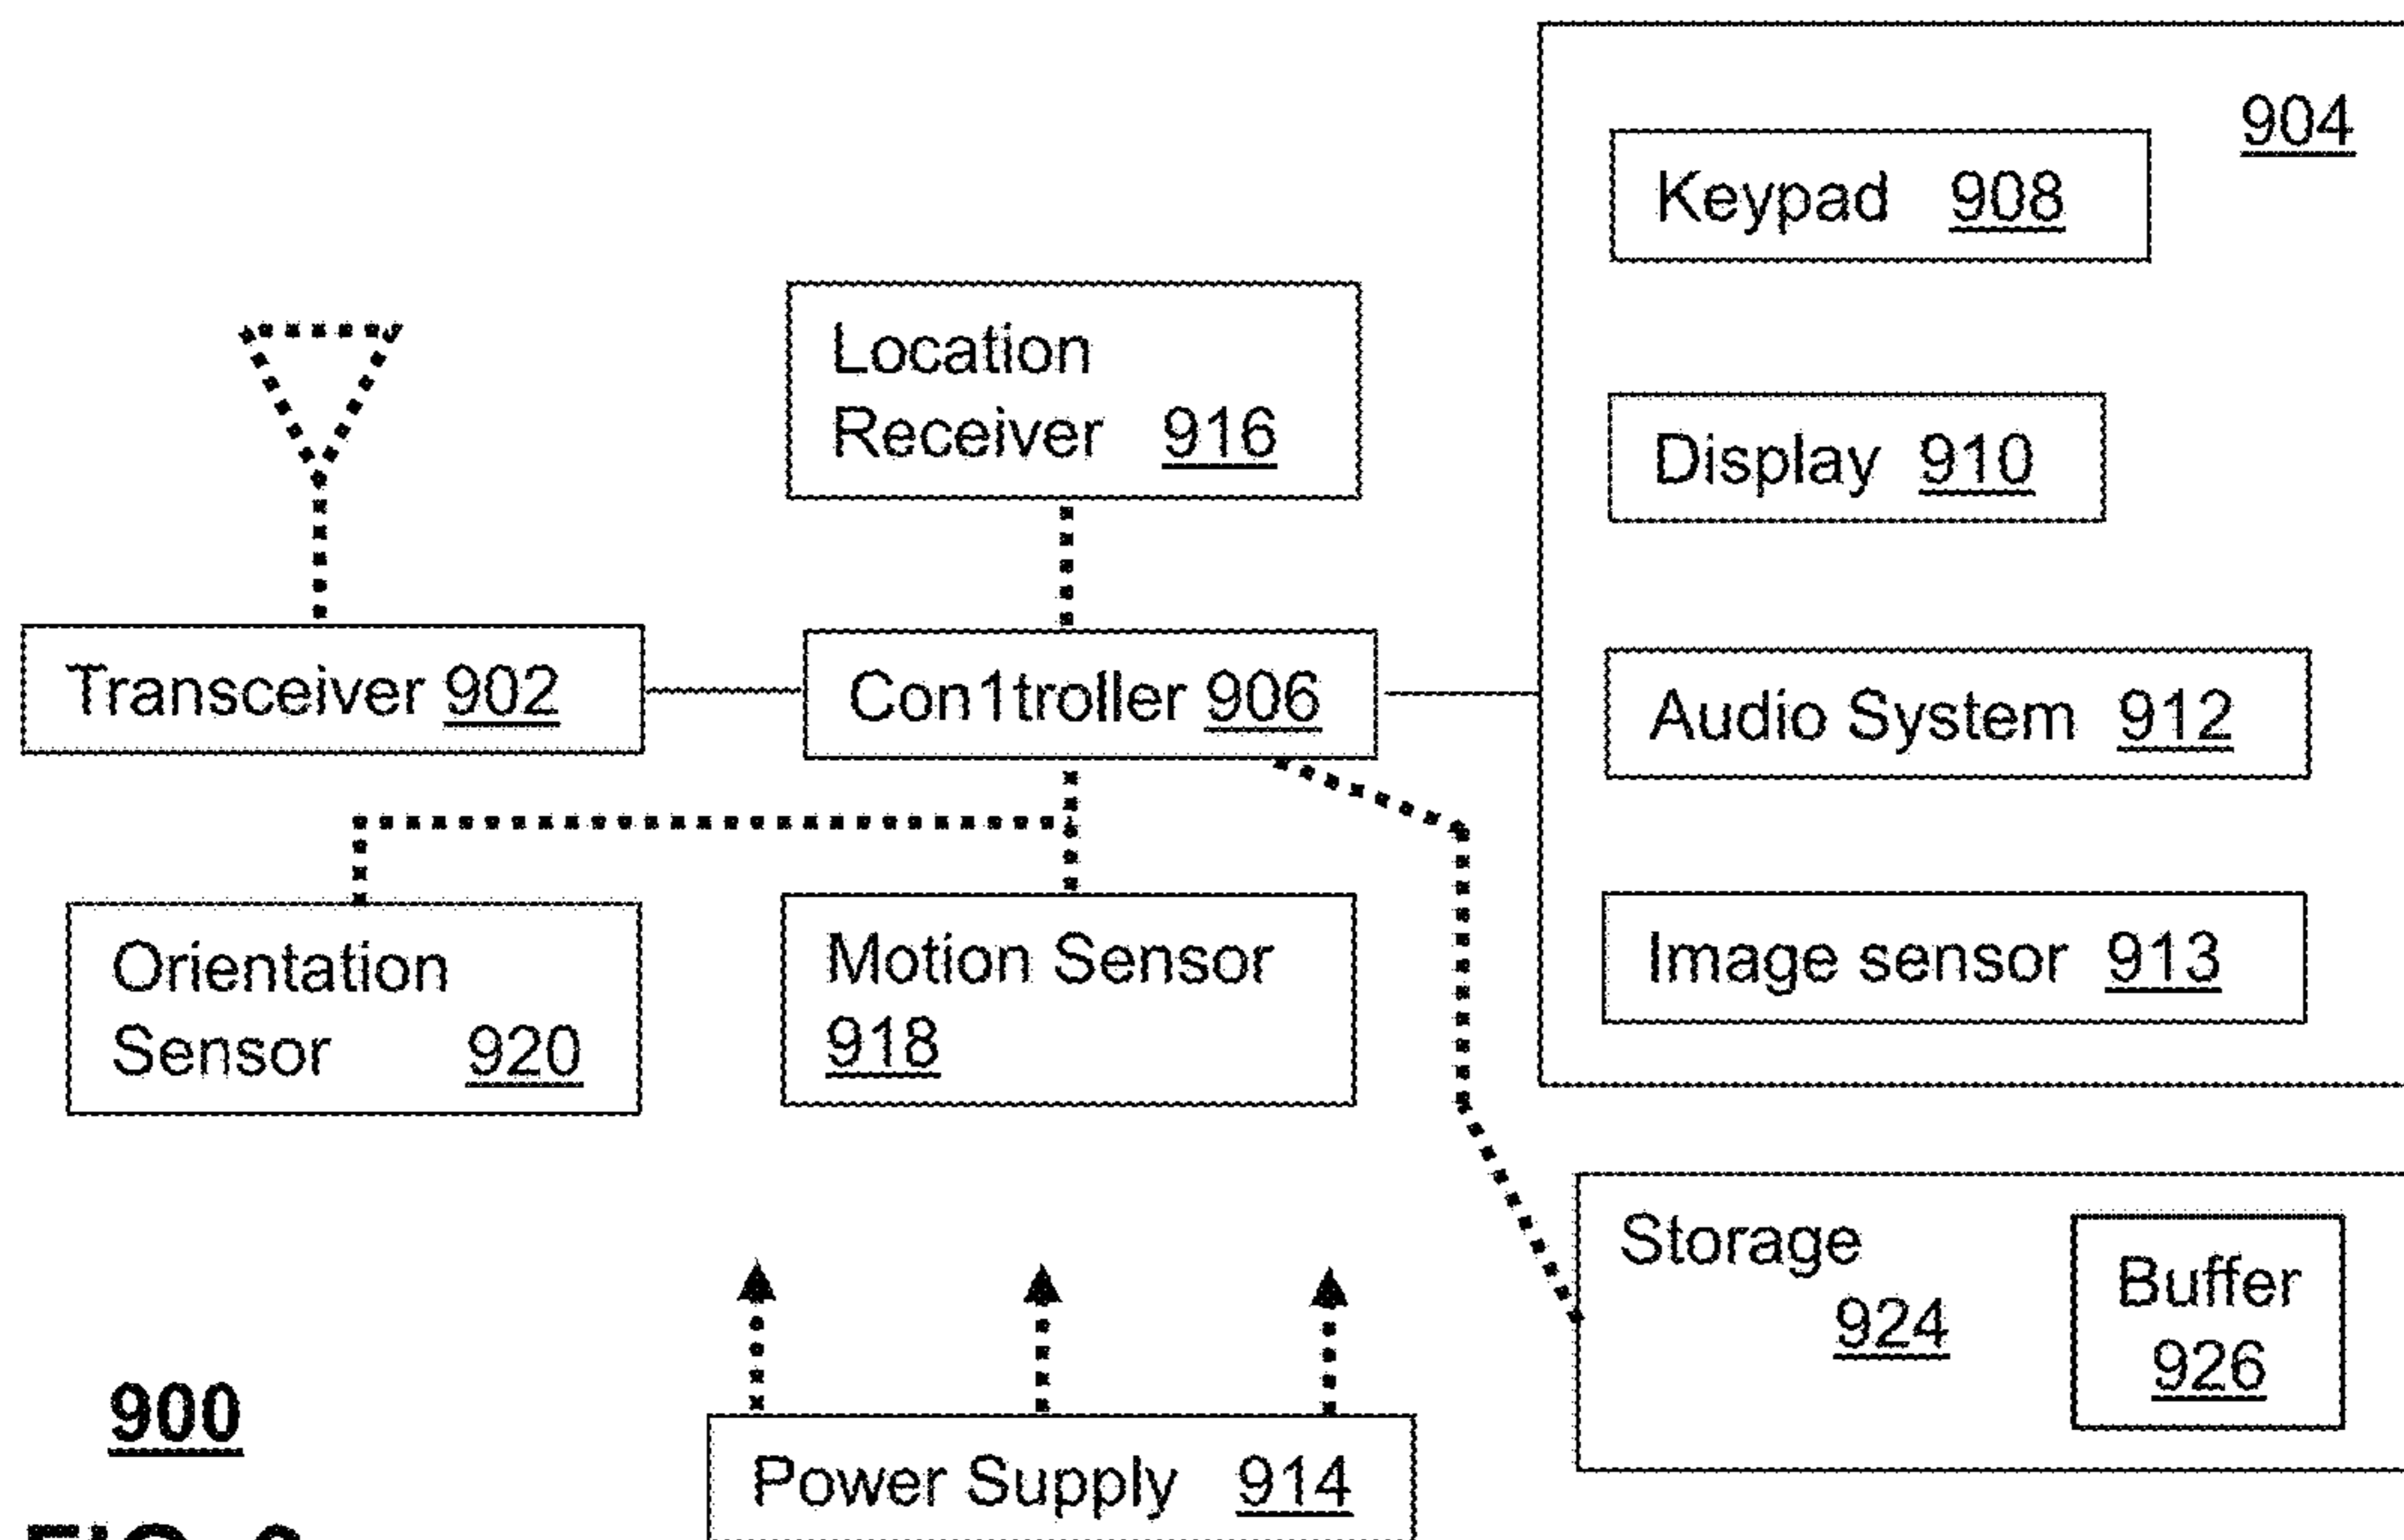 904
Keypad 908
Location
Receiver 916
Display 910
Transceiver 902
Con1troller 906
Audio System 912
Orientation
Sensor 920
Motion Sensor
918
Image sensor 913
Storage
924
Buffer
926
900
Power Supply 914